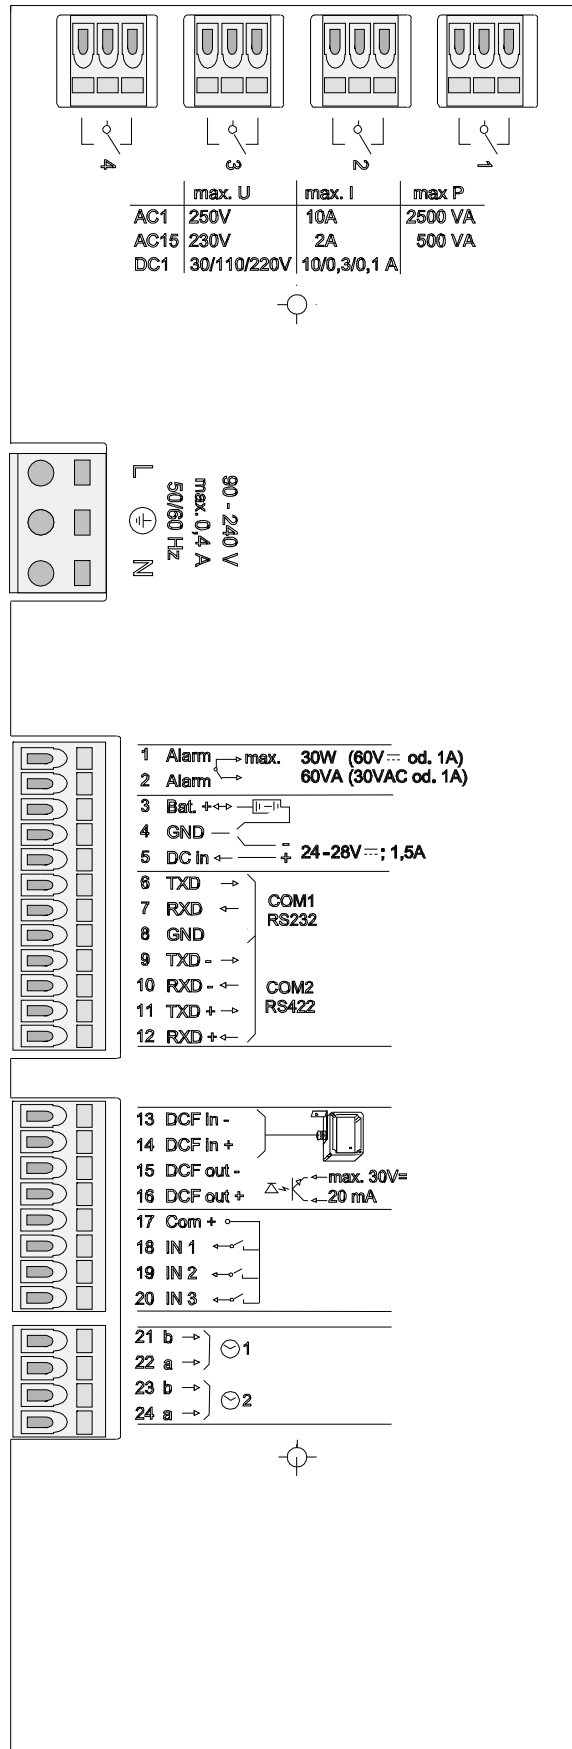 4 3 2 1
max. U max. I max P
AC1 250V 10A 2500 VA
AC15 230V 2A 500 VA
DC1 30/110/220V 10/0,3/0,1 A
L N
90 - 240 V
max. 0,4 A
50/60 Hz
1 Alarm max. 30W (60V⎓ od. 1A)
2 Alarm 60VA (30VAC od. 1A)
3 Bat. +
4 GND -
5 DC in + 24-28V⎓; 1,5A
6 TXD
7 RXD
8 GND
COM1
RS232
9 TXD -
10 RXD -
11 TXD +
12 RXD +
COM2
RS422
13 DCF in -
14 DCF in +
15 DCF out -
16 DCF out +
max. 30V=
20 mA
17 Com +
18 IN 1
19 IN 2
20 IN 3
21 b
22 a
1
23 b
24 a
2